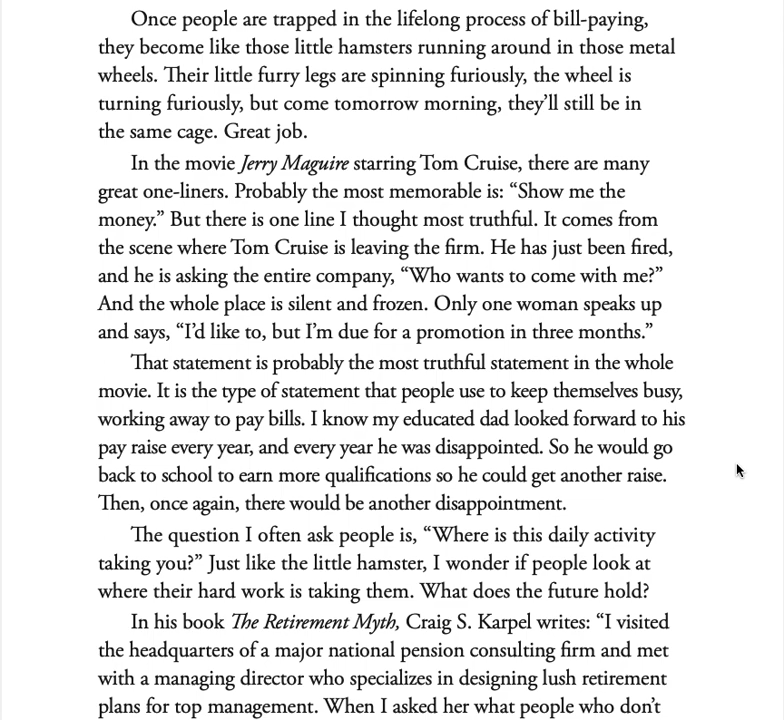 Once people are trapped in the lifelong process of bill-paying,
they become like those little hamsters running around in those metal
wheels. Their little furry legs are spinning furiously, the wheel is
turning furiously, but come tomorrow morning, they’ll still be in
the same cage. Great job.
In the movie Jerry Maguire starring Tom Cruise, there are many
great one-liners. Probably the most memorable is: “Show me the
money.” But there is one line I thought most truthful. It comes from
the scene where Tom Cruise is leaving the firm. He has just been fired,
and he is asking the entire company, “Who wants to come with me?”
And the whole place is silent and frozen. Only one woman speaks up
and says, “I’d like to, but I’m due for a promotion in three months.”
That statement is probably the most truthful statement in the whole
movie. It is the type of statement that people use to keep themselves busy,
working away to pay bills. I know my educated dad looked forward to his
pay raise every year, and every year he was disappointed. So he would go
back to school to earn more qualifications so he could get another raise.
Then, once again, there would be another disappointment.
The question I often ask people is, “Where is this daily activity
taking you?” Just like the little hamster, I wonder if people look at
where their hard work is taking them. What does the future hold?
In his book The Retirement Myth, Craig S. Karpel writes: “I visited
the headquarters of a major national pension consulting firm and met
with a managing director who specializes in designing lush retirement
plans for top management. When I asked her what people who don’t